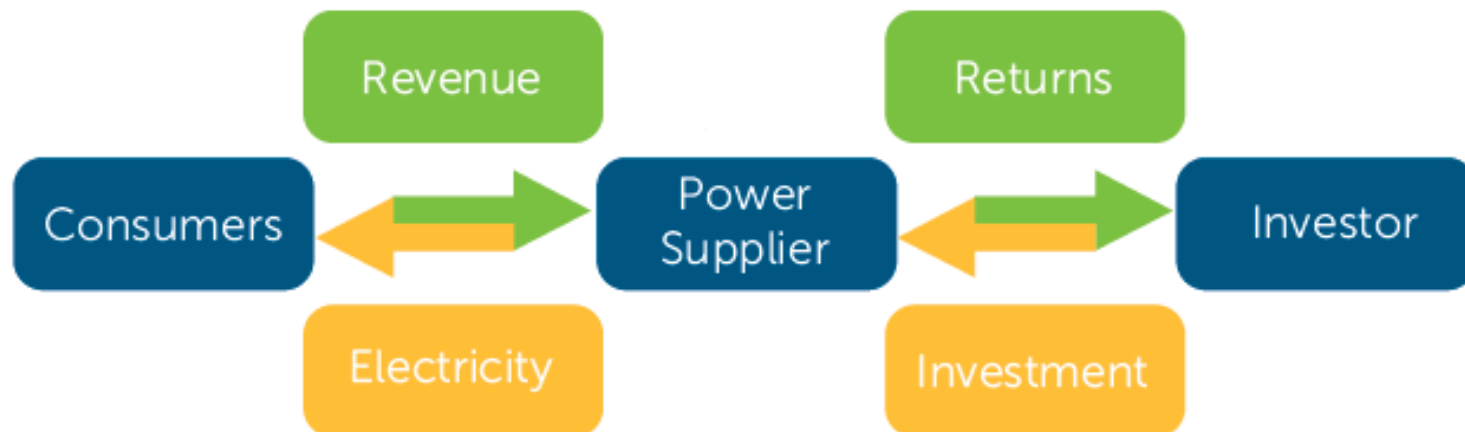 Revenue
Returns
Consumers
Power
Supplier
Investor
Electricity
Investment